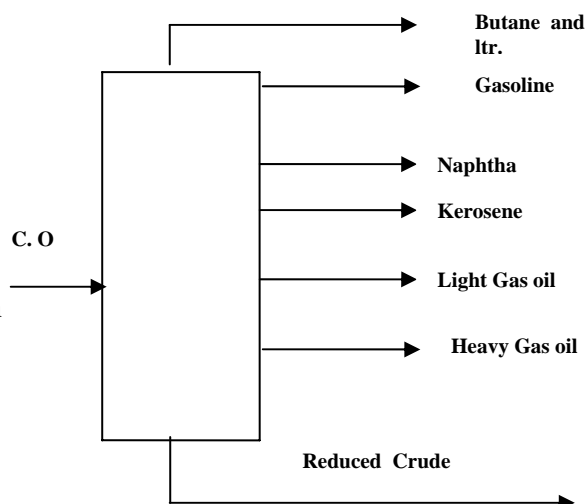 Butane and
ltr.
Gasoline
Naphtha
Kerosene
C. O
Light Gas oil
Heavy Gas oil
Reduced Crude